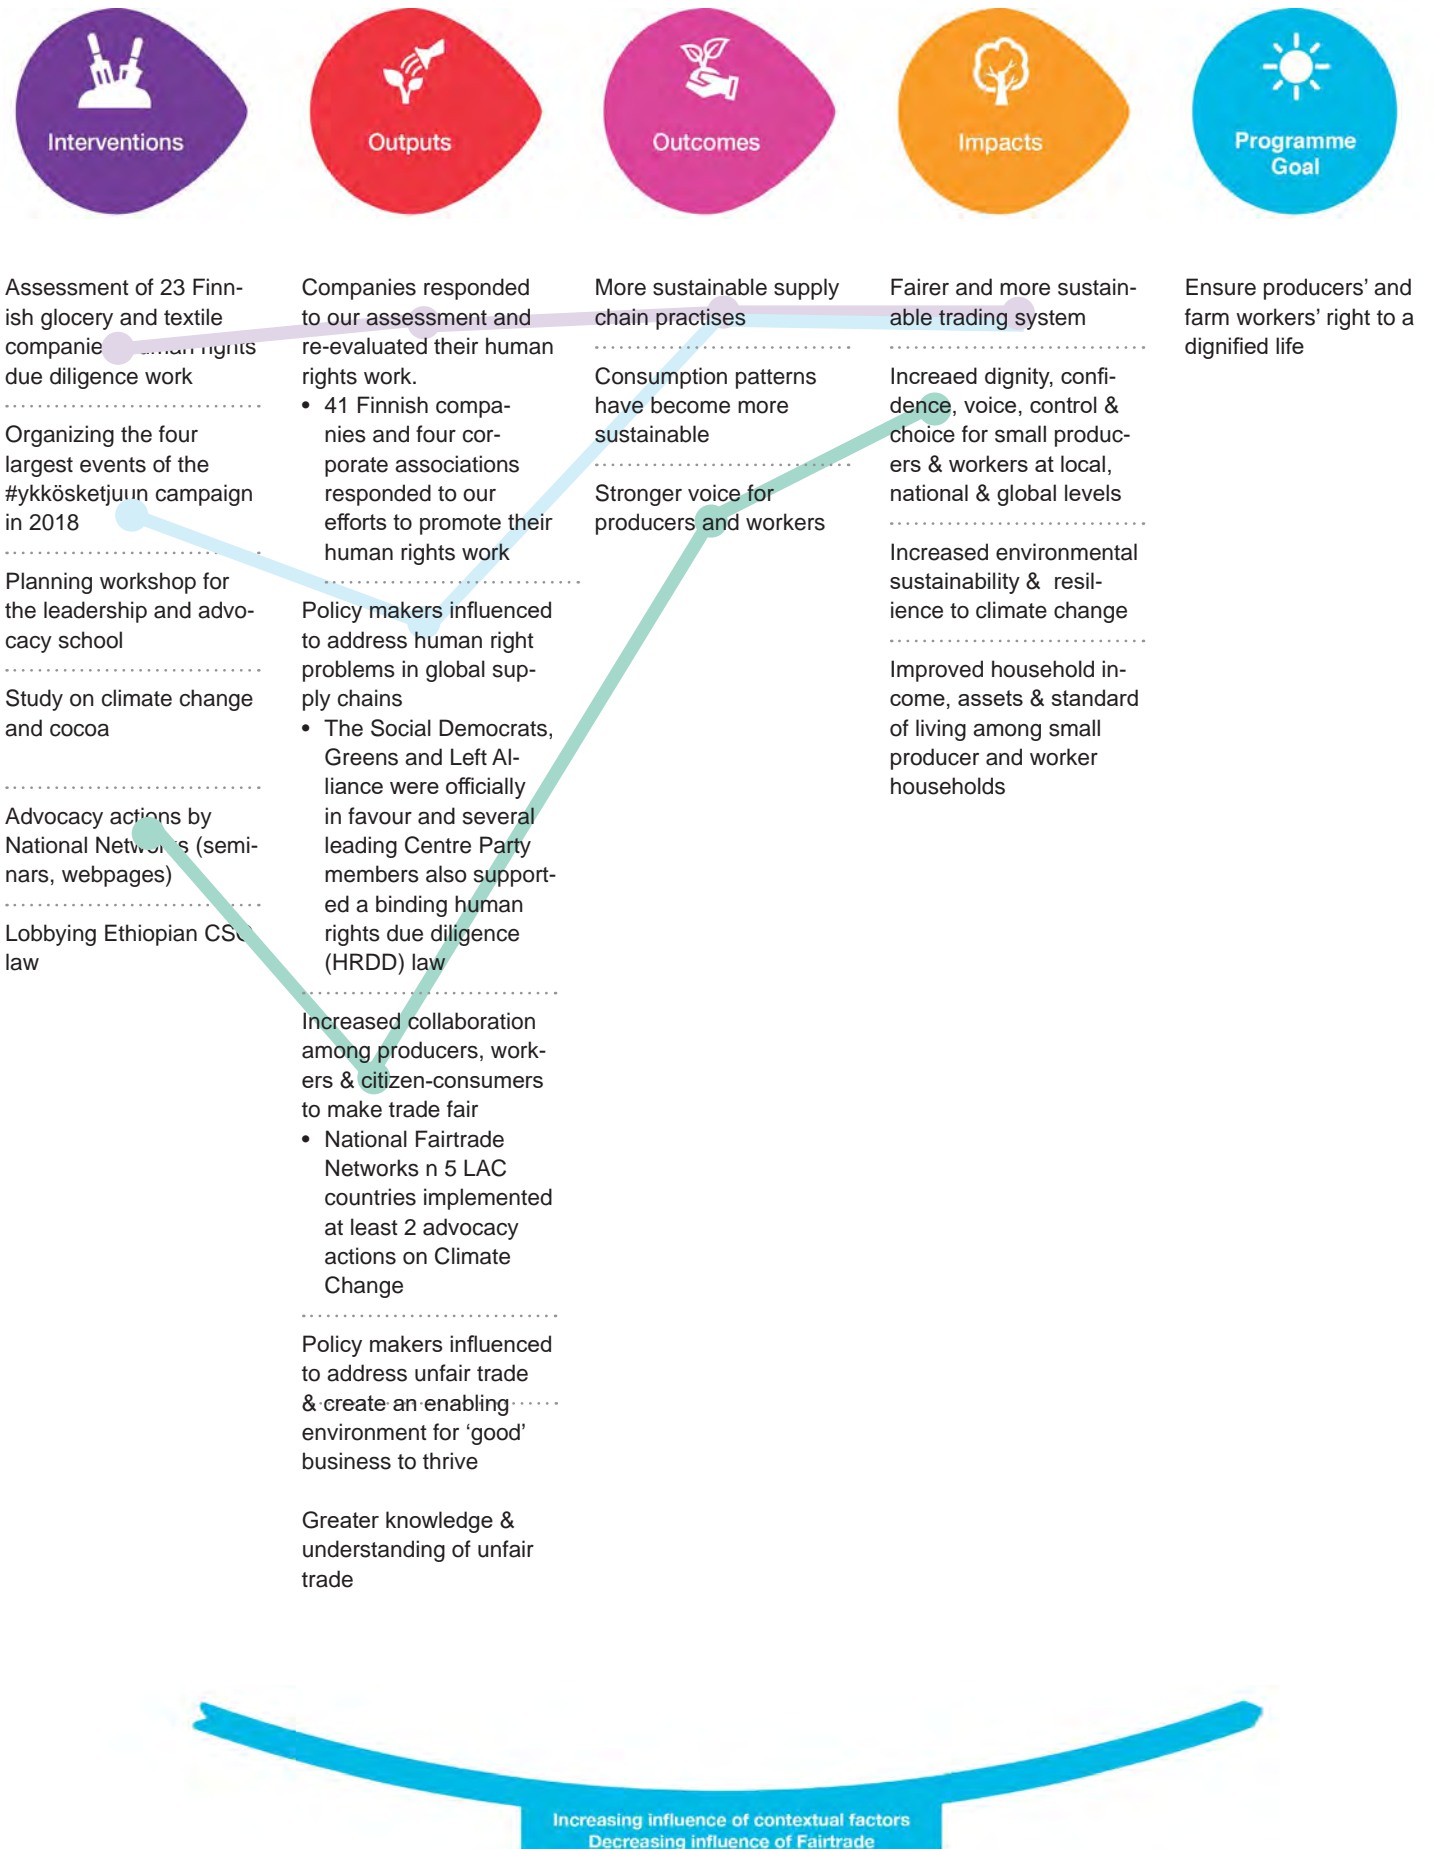 Interventions
Outputs
Outcomes
Impacts
Programme
Goal
Assessment of 23 Finn-
ish glocery and textile
companie human rights
due diligence work
Organizing the four
largest events of the
#ykkösketjuun campaign
in 2018
Planning workshop for
the leadership and advo-
cacy school
Study on climate change
and cocoa
Advocacy actions by
National Networks (semi-
nars, webpages)
Lobbying Ethiopian CSO
law
Companies responded
to our assessment and
re-evaluated their human
rights work.
• 41 Finnish compa-
nies and four cor-
porate associations
responded to our
efforts to promote their
human rights work
Policy makers influenced
to address human right
problems in global sup-
ply chains
• The Social Democrats,
Greens and Left Al-
liance were officially
in favour and several
leading Centre Party
members also support-
ed a binding human
rights due diligence
(HRDD) law
Increased collaboration
among producers, work-
ers & citizen-consumers
to make trade fair
• National Fairtrade
Networks n 5 LAC
countries implemented
at least 2 advocacy
actions on Climate
Change
Policy makers influenced
to address unfair trade
& create an enabling
environment for ‘good’
business to thrive
Greater knowledge &
understanding of unfair
trade
More sustainable supply
chain practises
Consumption patterns
have become more
sustainable
Stronger voice for
producers and workers
Fairer and more sustain-
able trading system
Increaed dignity, confi-
dence, voice, control &
choice for small produc-
ers & workers at local,
national & global levels
Increased environmental
sustainability & resil-
ience to climate change
Improved household in-
come, assets & standard
of living among small
producer and worker
households
Ensure producers’ and
farm workers’ right to a
dignified life
Increasing influence of contextual factors
Decreasing influence of Fairtrade